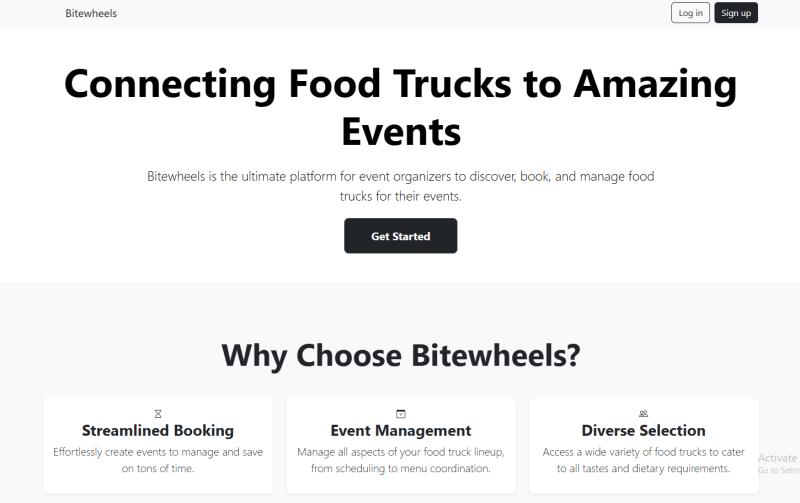 Bitewheels
Log in
Sign up
Connecting Food Trucks to Amazing
Events
Bitewheels is the ultimate platform for event organizers to discover, book, and manage food
trucks for their events.
Get Started
Why Choose Bitewheels?
Streamlined Booking
Effortlessly create events to manage and save
on tons of time.
Event Management
Manage all aspects of your food truck lineup,
from scheduling to menu coordination.
Diverse Selection
Access a wide variety of food trucks to cater
to all tastes and dietary requirements.
Activate
Go to Settin